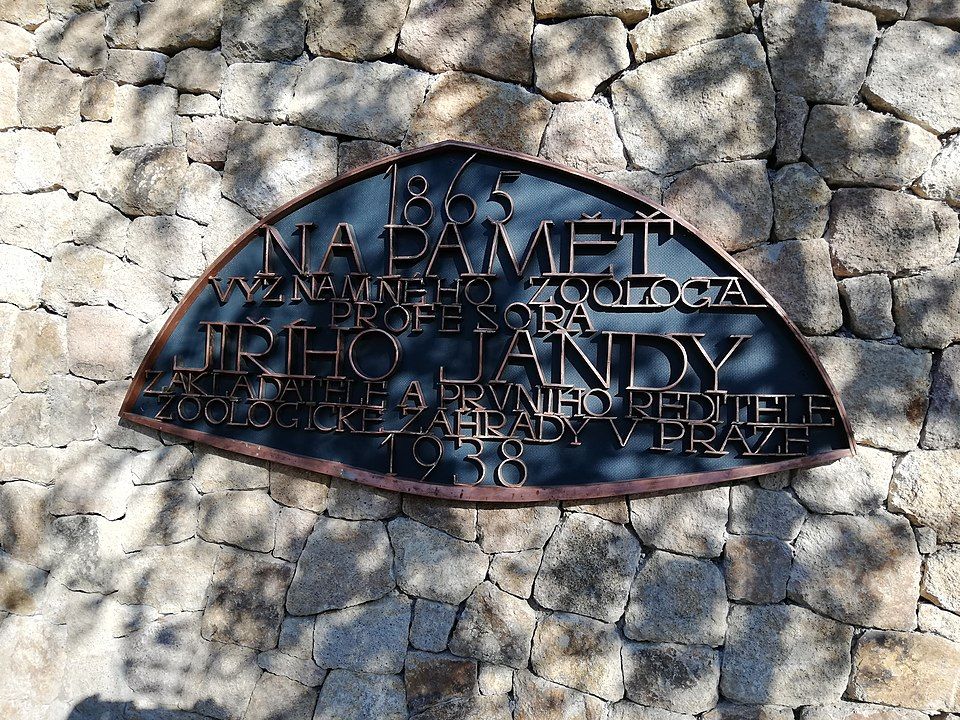 1865
NA PAMĚŤ
VÝZNAMNÉHO ZOOLOGA
PROFESORA
JIŘÍHO JANDY
ZAKLADATELE A PRVNÍHO ŘEDITELE
ZOOLOGICKÉ ZAHRADY V PRAZE
1938